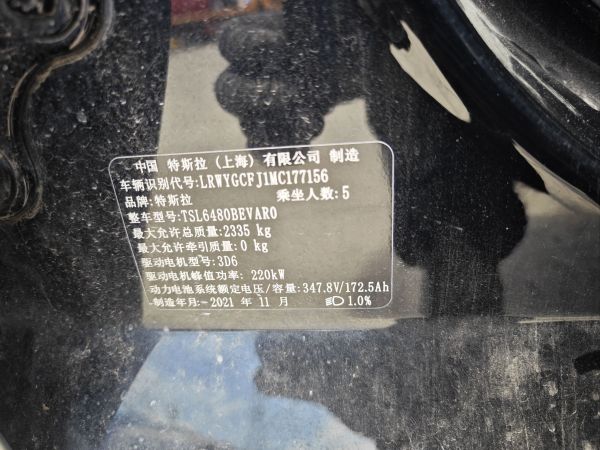 中国 特斯拉（上海）有限公司 制造
车辆识别代号:LRWYGCFJ1MC177156
品牌:特斯拉 乘坐人数:5
整车型号:TSL6480BEVAR0
最大允许总质量:2335 kg
最大允许牵引质量:0 kg
驱动电机型号:3D6
驱动电机峰值功率: 220kW
动力电池系统额定电压/容量:347.8V/172.5Ah
制造年月: 2021 年 11 月 1.0%